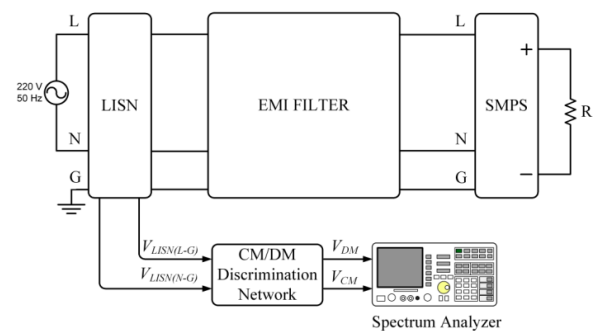 L
L
220 V
50 Hz
LISN
EMI FILTER
SMPS
+
R
N
N
G
G
−
V_LISN(L-G)
V_LISN(N-G)
CM/DM
Discrimination
Network
V_DM
V_CM
Spectrum Analyzer